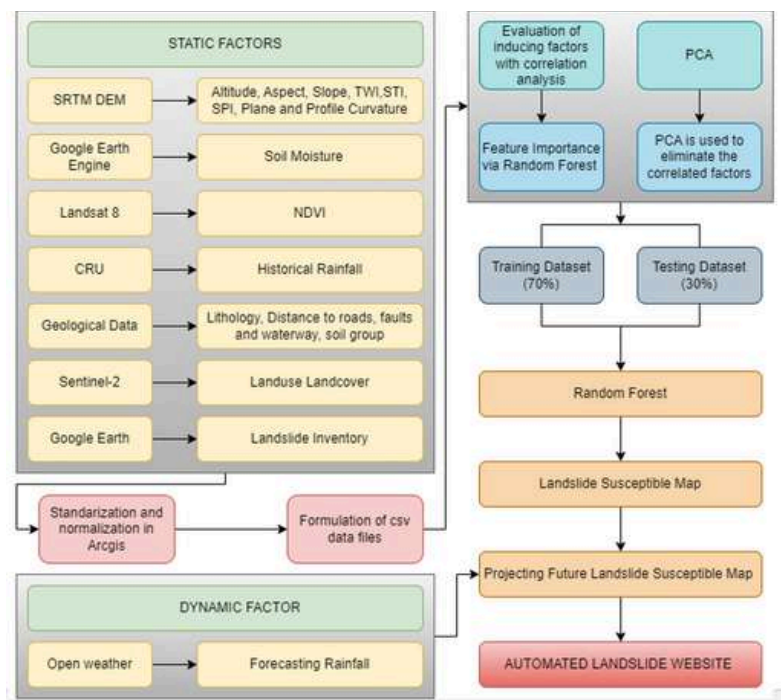 STATIC FACTORS
SRTM DEM
Altitude, Aspect, Slope, TWI,STI,
SPI, Plane and Profile Curvature
Google Earth
Engine
Soil Moisture
Landsat 8
NDVI
CRU
Historical Rainfall
Geological Data
Lithology, Distance to roads, faults
and waterway, soil group
Sentinel-2
Landuse Landcover
Google Earth
Landslide Inventory
Standarization and
normalization in
Arcgis
Formulation of csv
data files
DYNAMIC FACTOR
Open weather
Forecasting Rainfall
Evaluation of
inducing factors
with correlation
analysis
PCA
Feature Importance
via Random Forest
PCA is used to
eliminate the
correlated factors
Training Dataset
(70%)
Testing Dataset
(30%)
Random Forest
Landslide Susceptible Map
Projecting Future Landslide Susceptible Map
AUTOMATED LANDSLIDE WEBSITE